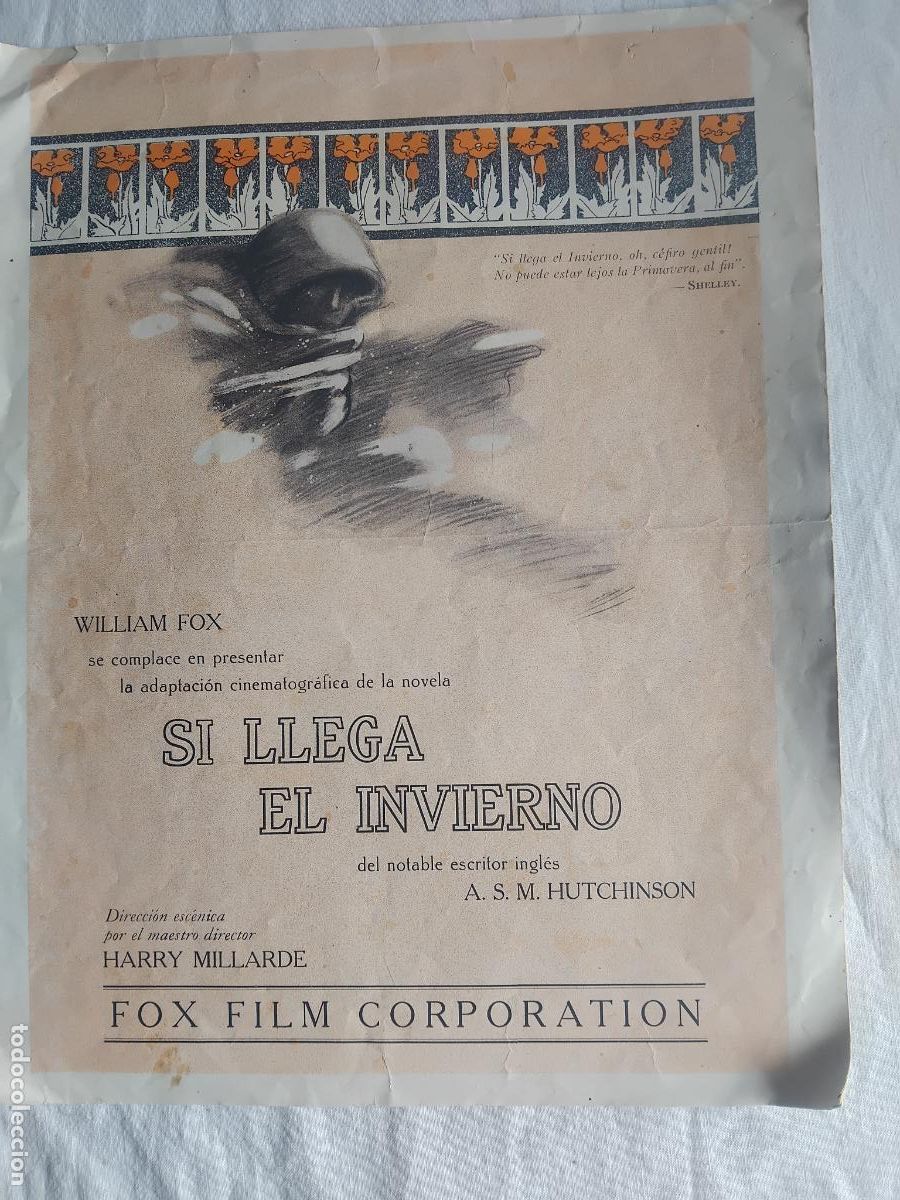 "Si llega el Invierno, oh, céfiro gentil!
No puede estar lejos la Primavera, al fin".
— SHELLEY.
WILLIAM FOX
se complace en presentar
la adaptación cinematográfica de la novela
SI LLEGA
EL INVIERNO
del notable escritor inglés
A. S. M. HUTCHINSON
Dirección escénica
por el maestro director
HARRY MILLARDE
FOX FILM CORPORATION
todocoleccion